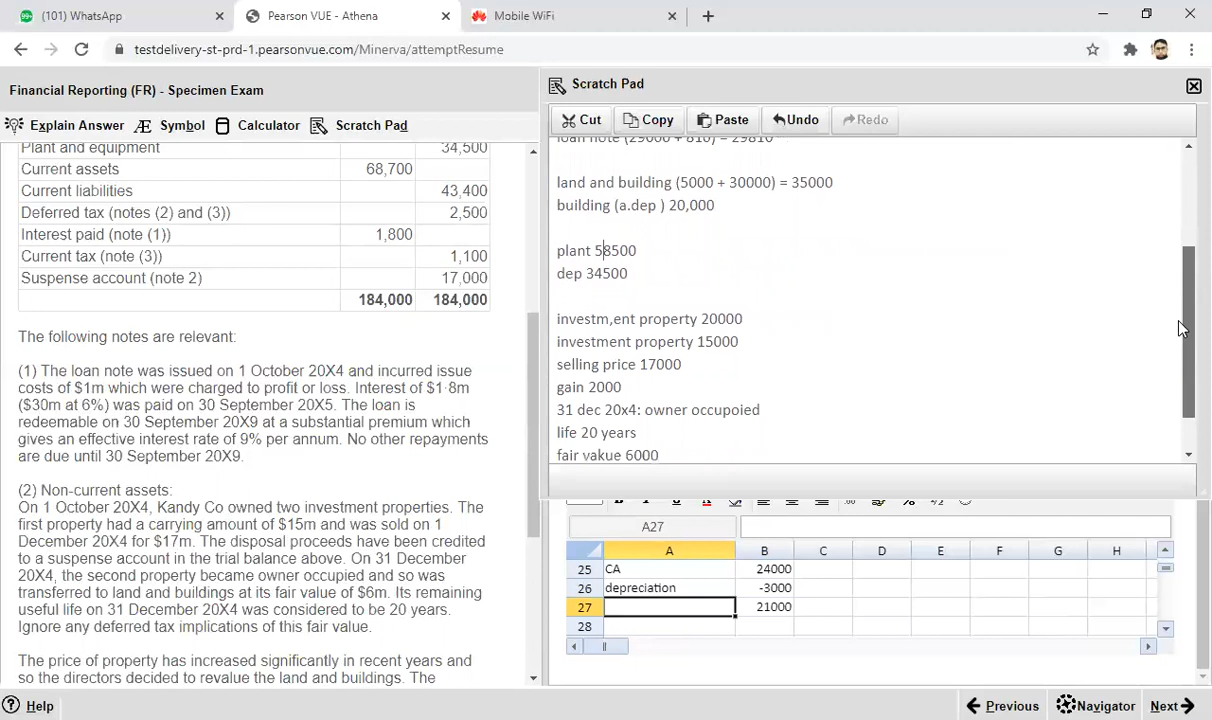 (101) WhatsApp
Pearson VUE - Athena
Mobile WiFi
testdelivery-st-prd-1.pearsonvue.com/Minerva/attemptResume
Financial Reporting (FR) - Specimen Exam
Explain Answer
Symbol
Calculator
Scratch Pad
Plant and equipment 34,500
Current assets 68,700
Current liabilities 43,400
Deferred tax (notes (2) and (3)) 2,500
Interest paid (note (1)) 1,800
Current tax (note (3)) 1,100
Suspense account (note 2) 17,000
184,000 184,000
The following notes are relevant:
(1) The loan note was issued on 1 October 20X4 and incurred issue
costs of $1m which were charged to profit or loss. Interest of $1·8m
($30m at 6%) was paid on 30 September 20X5. The loan is
redeemable on 30 September 20X9 at a substantial premium which
gives an effective interest rate of 9% per annum. No other repayments
are due until 30 September 20X9.
(2) Non-current assets:
On 1 October 20X4, Kandy Co owned two investment properties. The
first property had a carrying amount of $15m and was sold on 1
December 20X4 for $17m. The disposal proceeds have been credited
to a suspense account in the trial balance above. On 31 December
20X4, the second property became owner occupied and so was
transferred to land and buildings at its fair value of $6m. Its remaining
useful life on 31 December 20X4 was considered to be 20 years.
Ignore any deferred tax implications of this fair value.
The price of property has increased significantly in recent years and
so the directors decided to revalue the land and buildings. The
Scratch Pad
Cut
Copy
Paste
Undo
Redo
loan note (29000 + 810) = 29810
land and building (5000 + 30000) = 35000
building (a.dep ) 20,000
plant 58500
dep 34500
investm,ent property 20000
investment property 15000
selling price 17000
gain 2000
31 dec 20x4: owner occupoied
life 20 years
fair vakue 6000
A27
A B C D E F G H
25 CA 24000
26 depreciation -3000
27 21000
28
Help
Previous
Navigator
Next